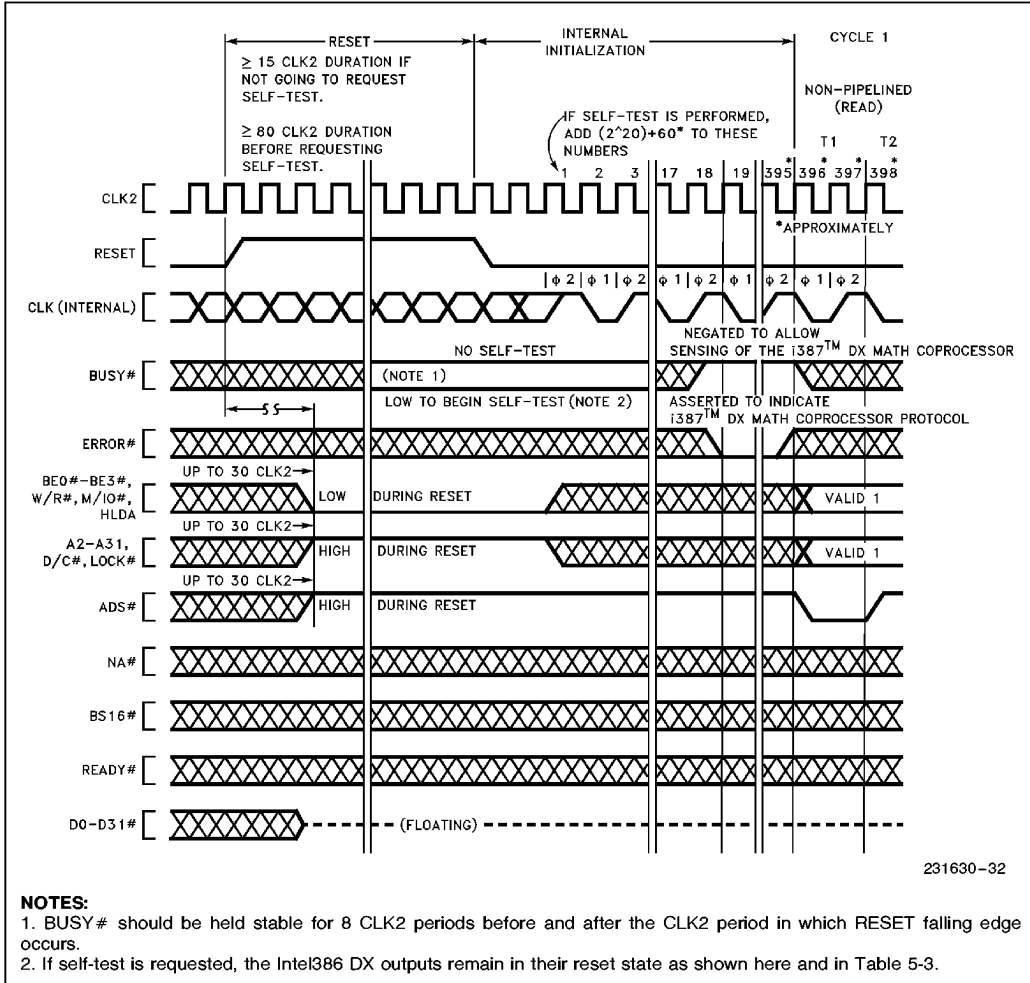 RESET
INTERNAL
INITIALIZATION
CYCLE 1
≥ 15 CLK2 DURATION IF
NOT GOING TO REQUEST
SELF-TEST.
≥ 80 CLK2 DURATION
BEFORE REQUESTING
SELF-TEST.
IF SELF-TEST IS PERFORMED,
ADD (2^20)+60* TO THESE
NUMBERS
NON-PIPELINED
(READ)
T1 T2
1 2 3 17 18 19 395* 396* 397* 398*
CLK2
*APPROXIMATELY
RESET
ϕ 2 ϕ 1 ϕ 2 ϕ 1 ϕ 2 ϕ 1 ϕ 2 ϕ 1 ϕ 2
CLK (INTERNAL)
NO SELF-TEST
NEGATED TO ALLOW
SENSING OF THE i387™ DX MATH COPROCESSOR
BUSY#
(NOTE 1)
LOW TO BEGIN SELF-TEST (NOTE 2)
ASSERTED TO INDICATE
i387™ DX MATH COPROCESSOR PROTOCOL
ERROR#
UP TO 30 CLK2
BE0#-BE3#,
W/R#, M/IO#,
HLDA
LOW DURING RESET
VALID 1
UP TO 30 CLK2
A2-A31,
D/C#, LOCK#
HIGH DURING RESET
VALID 1
UP TO 30 CLK2
ADS#
HIGH DURING RESET
NA#
BS16#
READY#
D0-D31#
(FLOATING)
231630-32
NOTES:
1. BUSY# should be held stable for 8 CLK2 periods before and after the CLK2 period in which RESET falling edge
occurs.
2. If self-test is requested, the Intel386 DX outputs remain in their reset state as shown here and in Table 5-3.